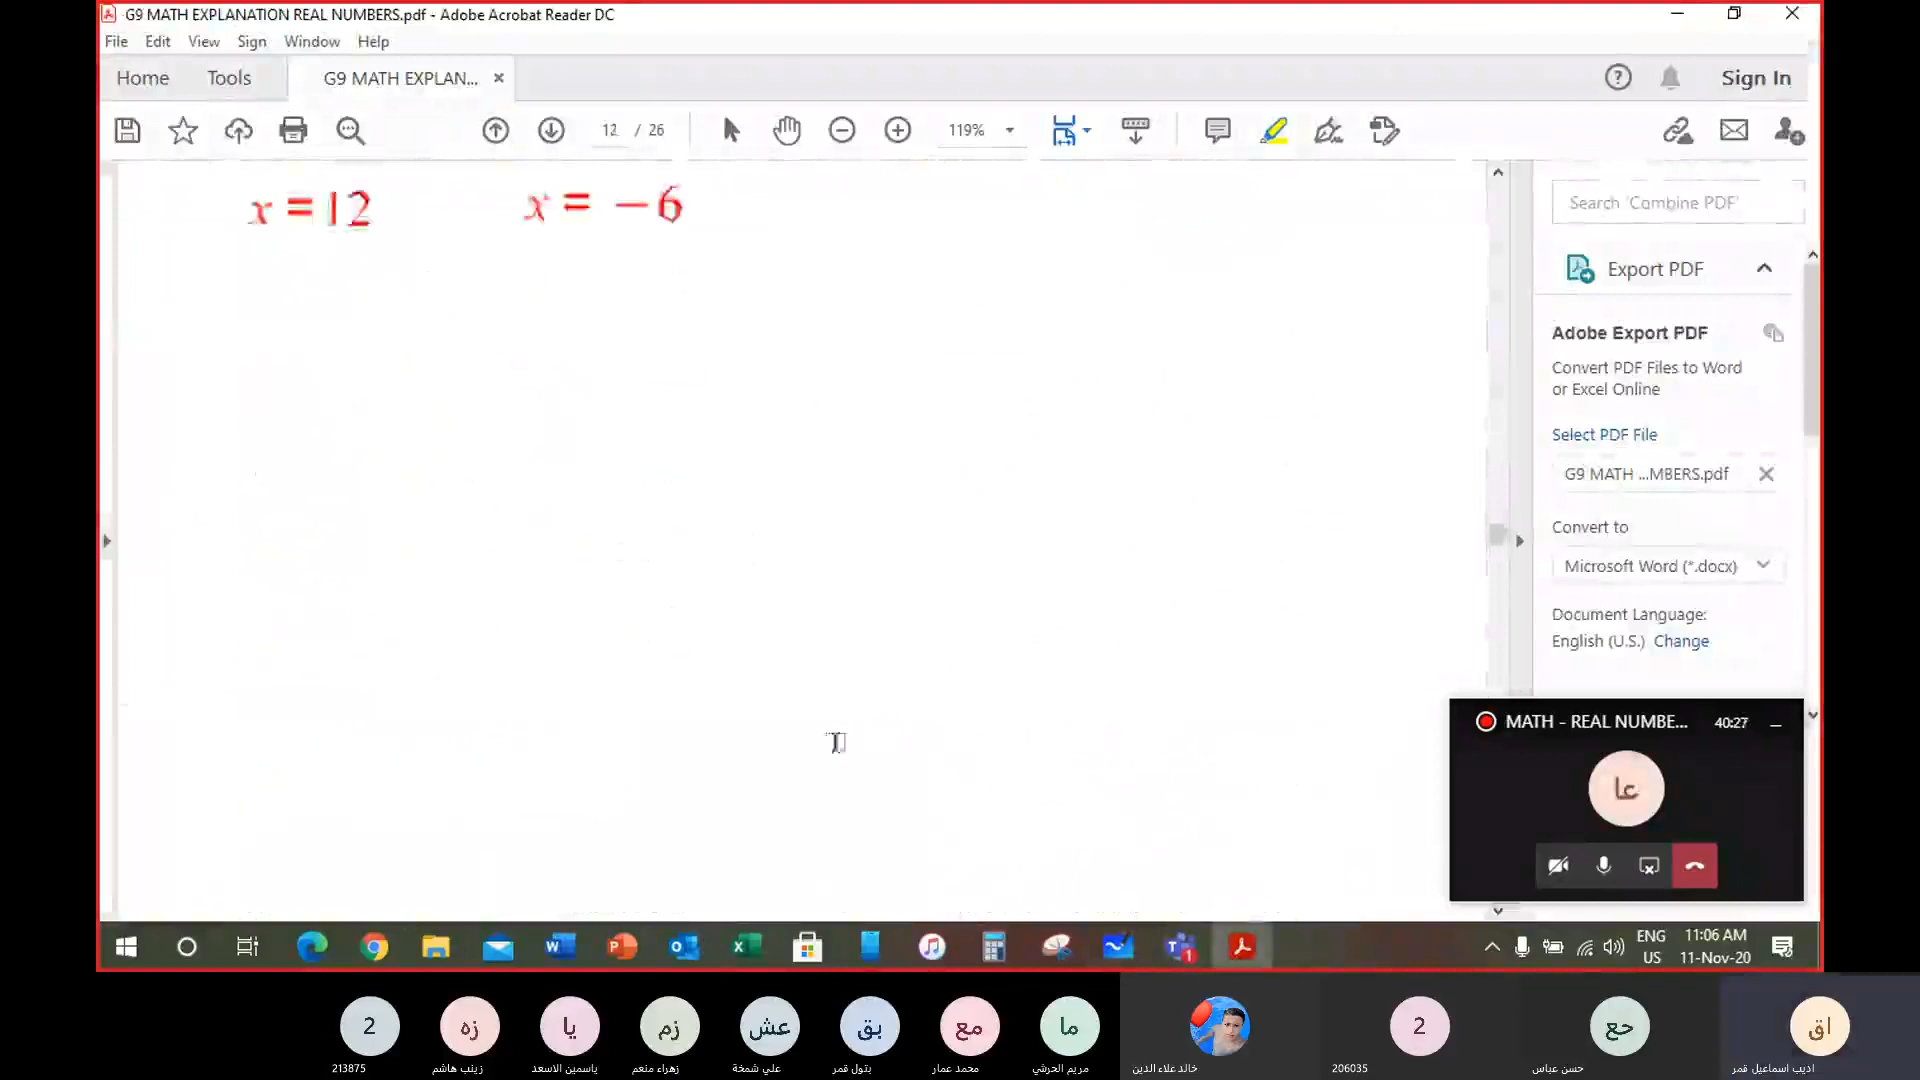 G9 MATH EXPLANATION REAL NUMBERS.pdf - Adobe Acrobat Reader DC
File Edit View Sign Window Help
Home Tools G9 MATH EXPLAN... Sign In
12 / 26 119%
x = 12 x = -6
Search 'Combine PDF'
Export PDF
Adobe Export PDF
Convert PDF Files to Word
or Excel Online
Select PDF File
G9 MATH ...MBERS.pdf
Convert to
Microsoft Word (*.docx)
Document Language:
English (U.S.) Change
MATH - REAL NUMBE... 40:27
عا
ENG 11:06 AM
US 11-Nov-20
2 زه يا زم عش بق مع ما 2 حع اق
213875 زينب هاشم ياسمين الاسعد زهراء منعم علي شمخة بتول قمر محمد عمار مريم الحرشي خالد علاء الدين 206035 حسن عباس اديب اسماعيل قمر